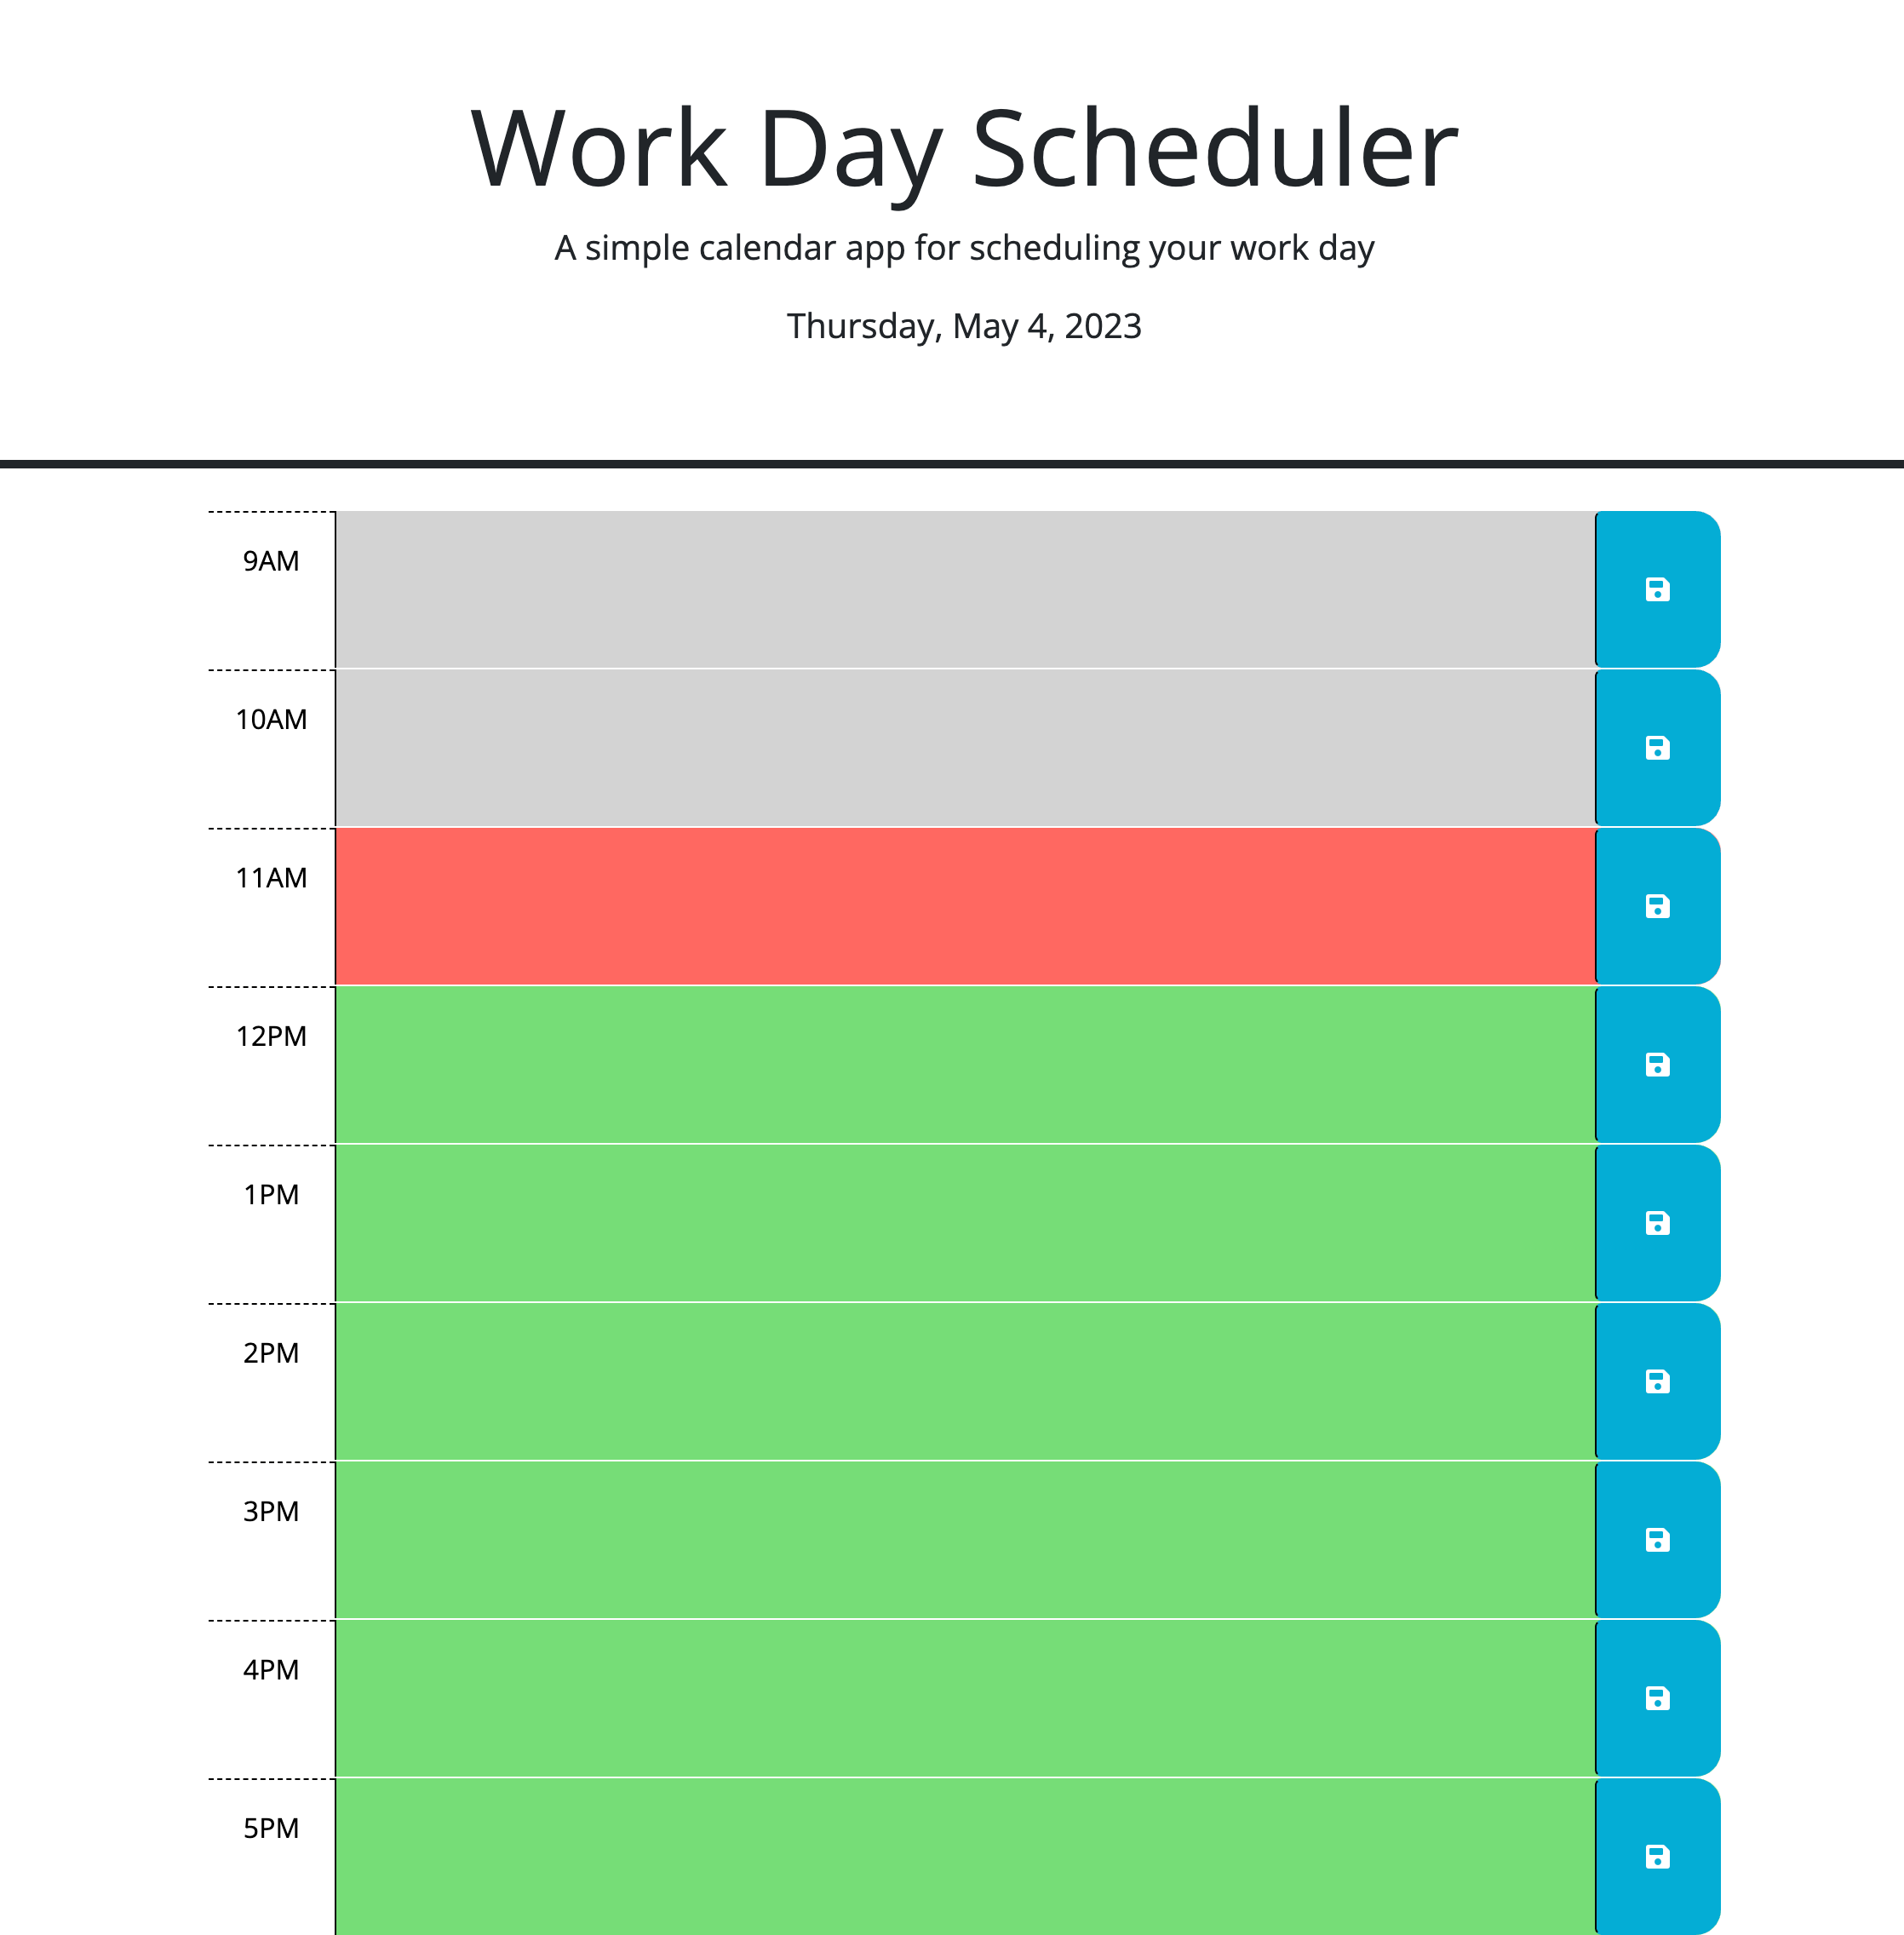 Work Day Scheduler
A simple calendar app for scheduling your work day
Thursday, May 4, 2023
9AM
10AM
11AM
12PM
1PM
2PM
3PM
4PM
5PM